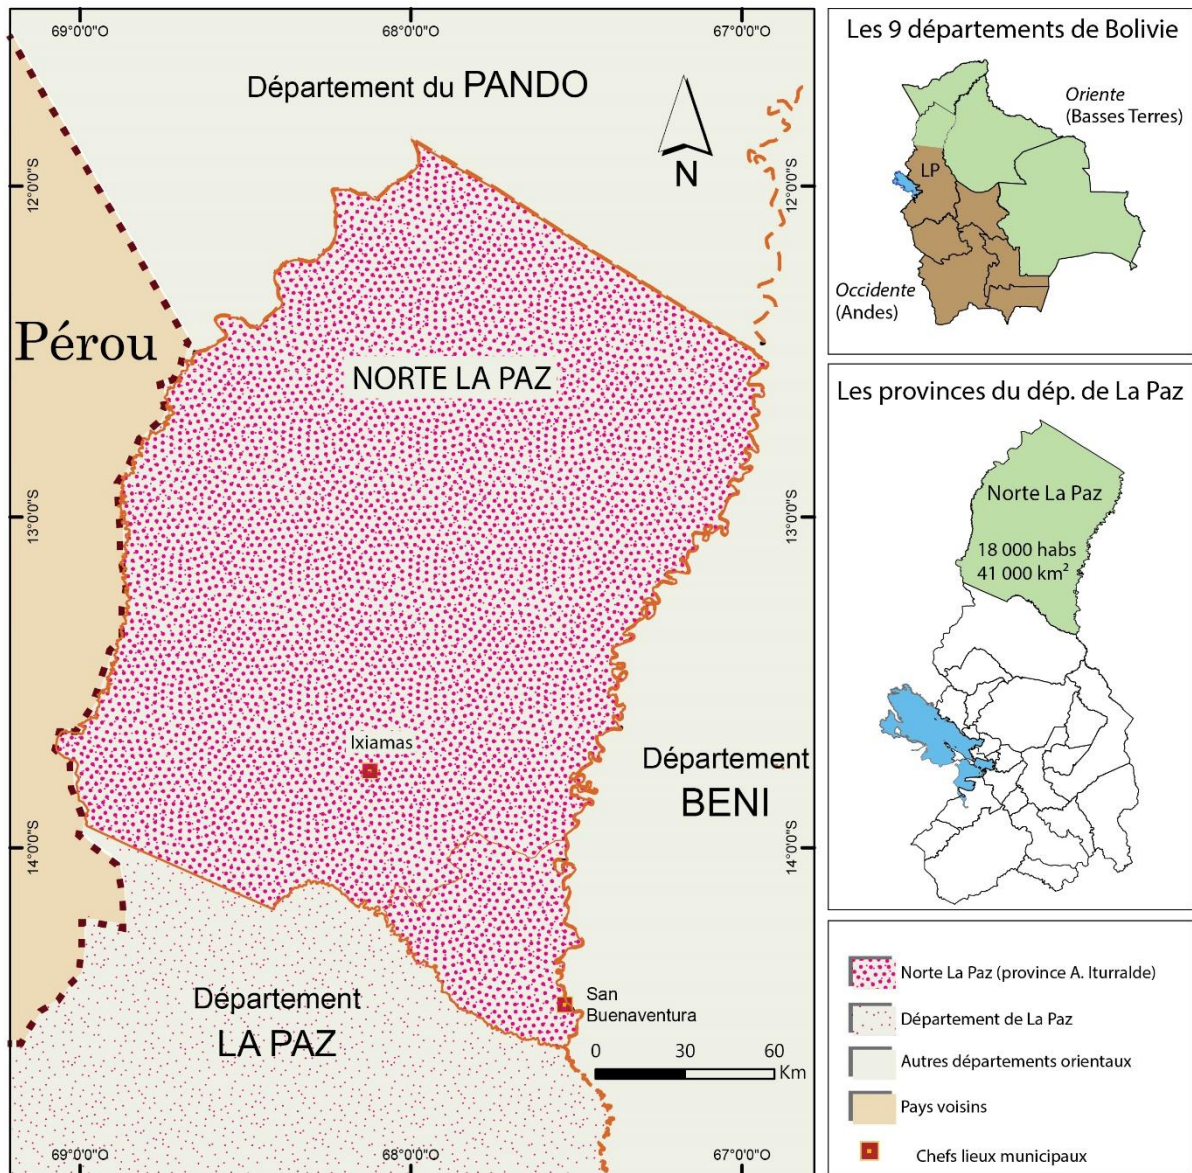 69°0'0"O
68°0'0"O
67°0'0"O
Département du PANDO
N
12°0'0"S
12°0'0"S
Pérou
NORTE LA PAZ
13°0'0"S
13°0'0"S
Ixiamas
Département
BENI
14°0'0"S
14°0'0"S
Département
LA PAZ
San
Buenaventura
0 30 60
Km
69°0'0"O
68°0'0"O
67°0'0"O
Les 9 départements de Bolivie
Oriente
(Basses Terres)
LP
Occidente
(Andes)
Les provinces du dép. de La Paz
Norte La Paz
18 000 habs
41 000 km²
Norte La Paz (province A. Iturralde)
Département de La Paz
Autres départements orientaux
Pays voisins
Chefs lieux municipaux